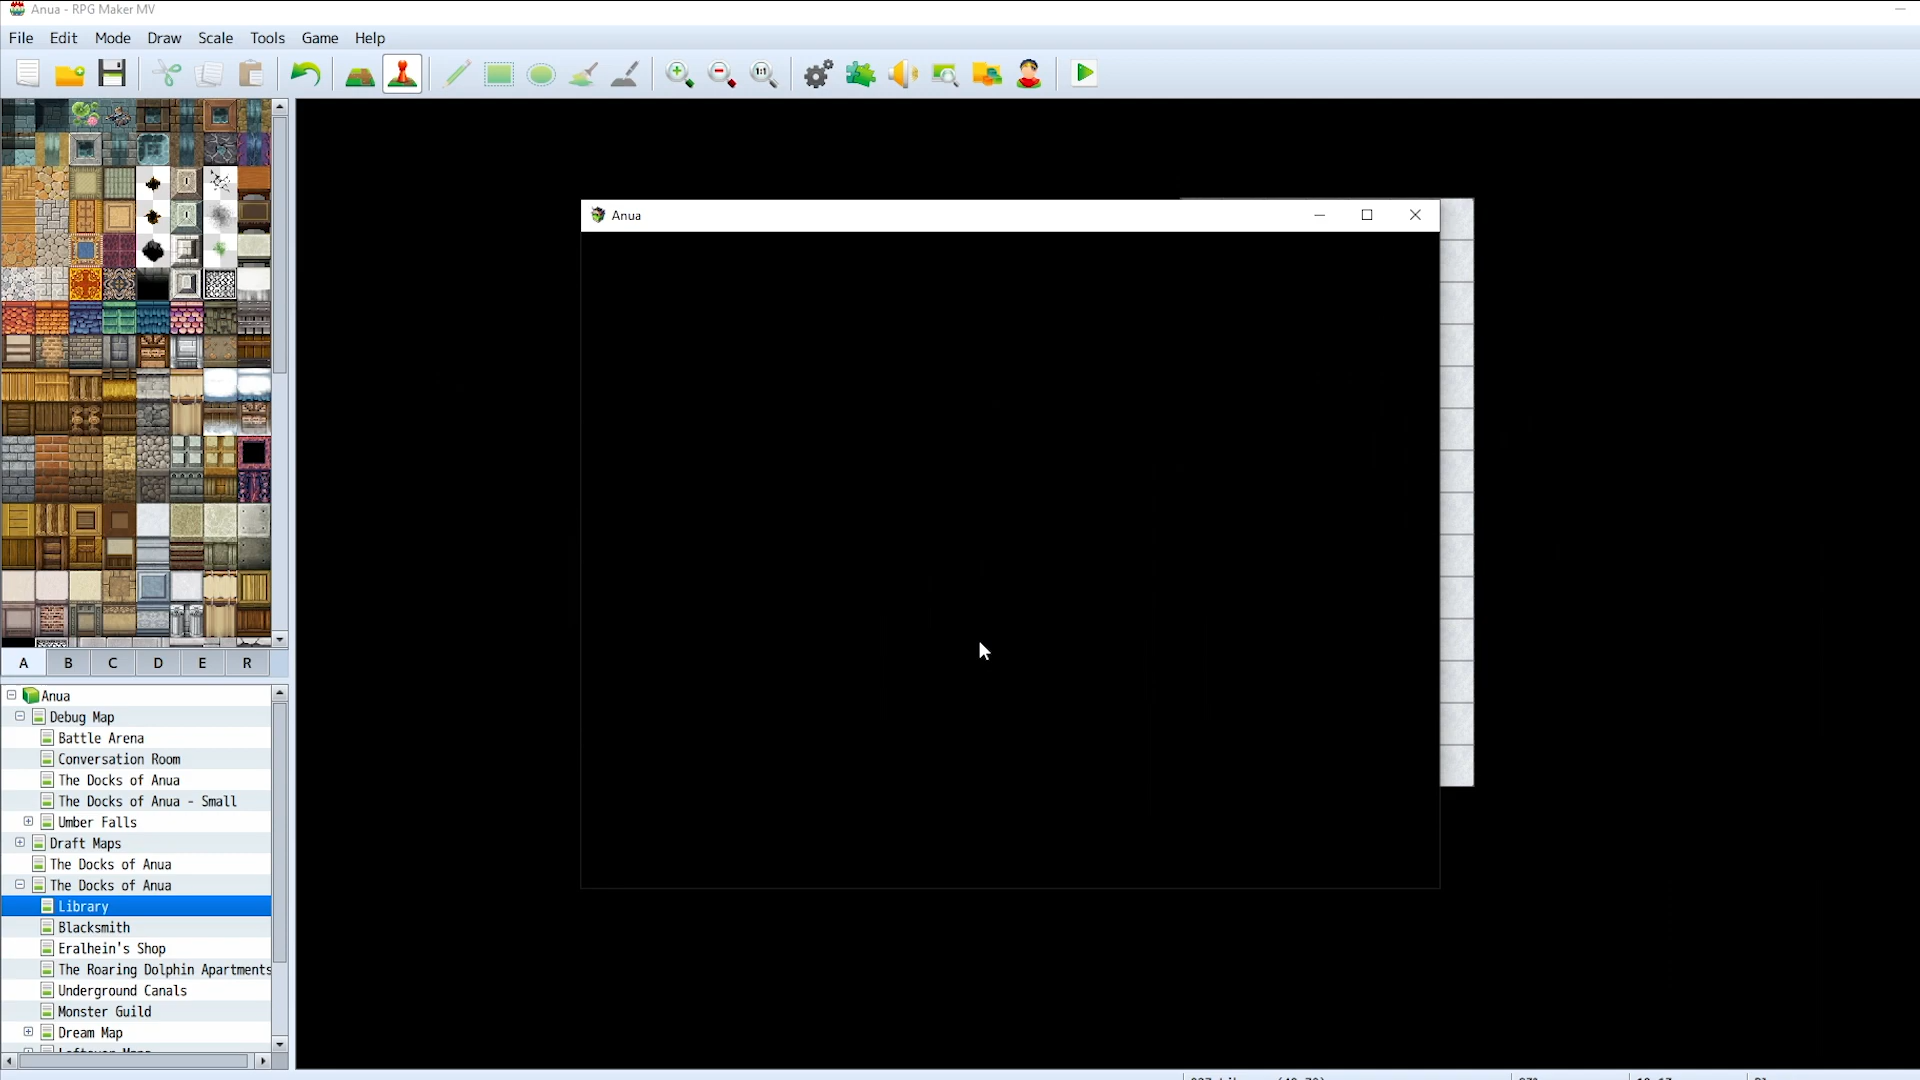 Anua - RPG Maker MV
File Edit Mode Draw Scale Tools Game Help
1:1
Anua
A B C D E R
Anua
Debug Map
Battle Arena
Conversation Room
The Docks of Anua
The Docks of Anua - Small
Umber Falls
Draft Maps
The Docks of Anua
The Docks of Anua
Library
Blacksmith
Eralhein's Shop
The Roaring Dolphin Apartments
Underground Canals
Monster Guild
Dream Map